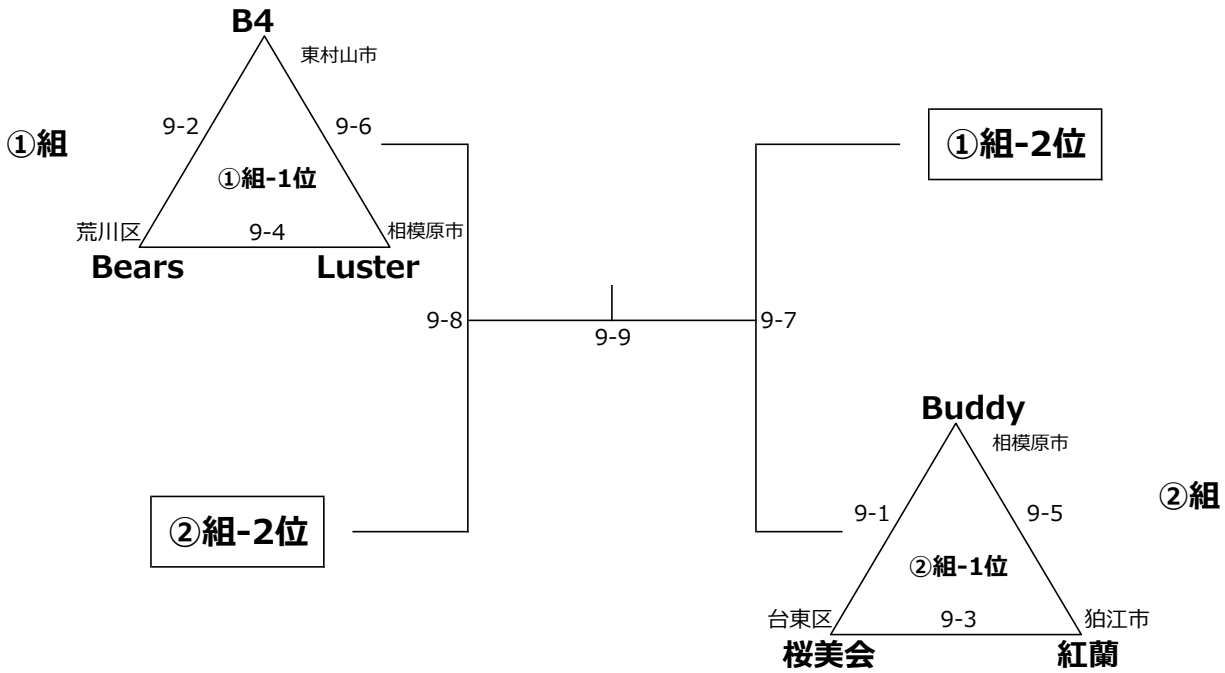 B4
東村山市
9-2
9-6
①組
①組-1位
荒川区
9-4
相模原市
Bears
Luster
①組-2位
9-8
9-9
9-7
Buddy
相模原市
②組
9-1
9-5
②組-2位
②組-1位
台東区
9-3
狛江市
桜美会
紅蘭